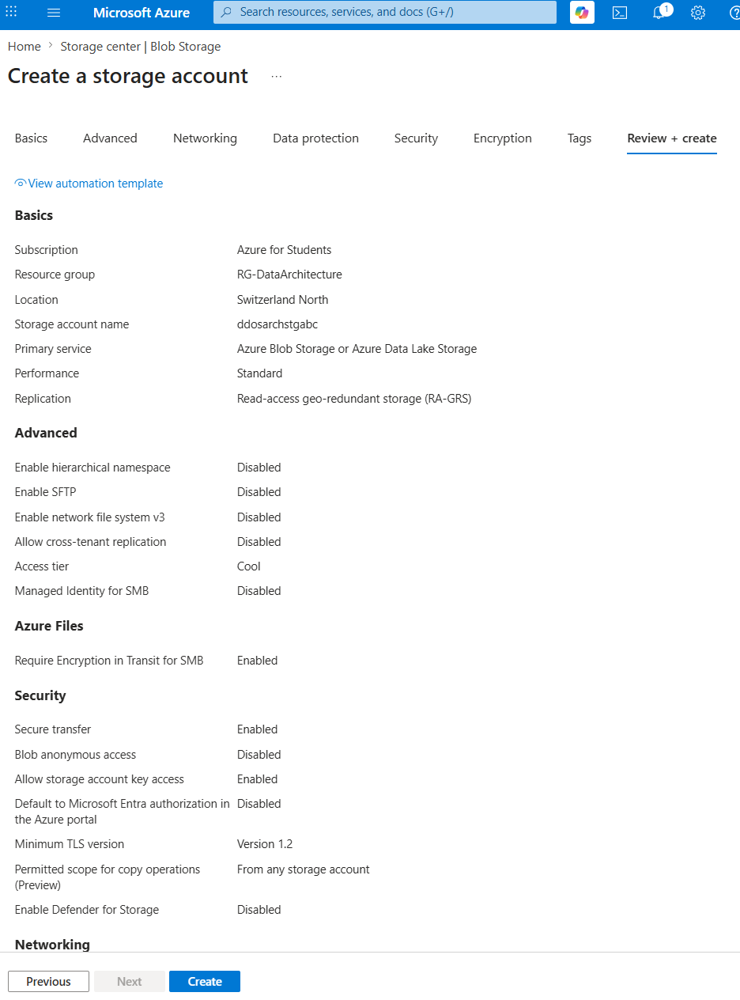 Microsoft Azure
Search resources, services, and docs (G+/)
1
Home > Storage center | Blob Storage
Create a storage account ...
Basics Advanced Networking Data protection Security Encryption Tags Review + create
View automation template
Basics
Subscription Azure for Students
Resource group RG-DataArchitecture
Location Switzerland North
Storage account name ddosarchstgabc
Primary service Azure Blob Storage or Azure Data Lake Storage
Performance Standard
Replication Read-access geo-redundant storage (RA-GRS)
Advanced
Enable hierarchical namespace Disabled
Enable SFTP Disabled
Enable network file system v3 Disabled
Allow cross-tenant replication Disabled
Access tier Cool
Managed Identity for SMB Disabled
Azure Files
Require Encryption in Transit for SMB Enabled
Security
Secure transfer Enabled
Blob anonymous access Disabled
Allow storage account key access Enabled
Default to Microsoft Entra authorization in Disabled
the Azure portal
Minimum TLS version Version 1.2
Permitted scope for copy operations From any storage account
(Preview)
Enable Defender for Storage Disabled
Networking
Previous Next Create